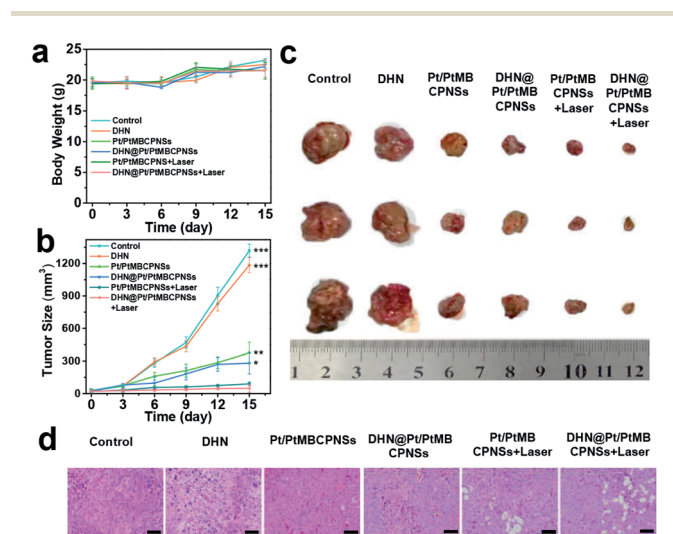 a
25
20
15
10
5
0
Body Weight (g)
Control
DHN
Pt/PtMBCPNSs
DHN@Pt/PtMBCPNSs
Pt/PtMBCPNS+Laser
DHN@Pt/PtMBCPNSs+Laser
0 3 6 9 12 15
Time (day)
b
1200
900
600
300
0
Tumor Size (mm³)
Control
DHN
Pt/PtMBCPNSs
DHN@Pt/PtMBCPNSs
Pt/PtMBCPNSs+Laser
DHN@Pt/PtMBCPNSs
+Laser
***
***
**
*
0 3 6 9 12 15
Time (day)
c
Control
DHN
Pt/PtMB
CPNSs
DHN@
Pt/PtMB
CPNSs
Pt/PtMB
CPNSs
+Laser
DHN@
Pt/PtMB
CPNSs
+Laser
1 2 3 4 5 6 7 8 9 10 11 12
d
Control
DHN
Pt/PtMBCPNSs
DHN@Pt/PtMB
CPNSs
Pt/PtMB
CPNSs+Laser
DHN@Pt/PtMB
CPNSs+Laser